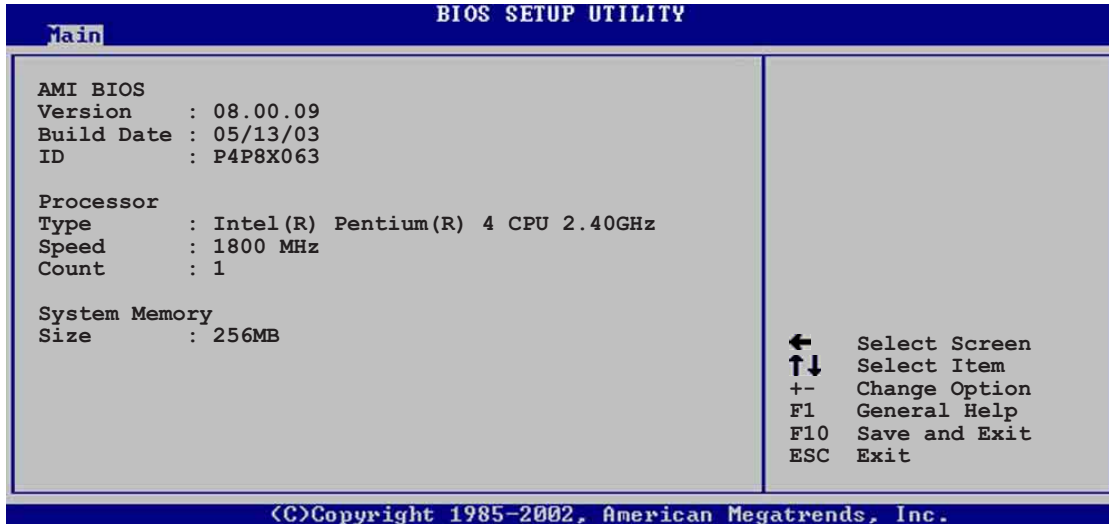 BIOS SETUP UTILITY
Main
AMI BIOS
Version : 08.00.09
Build Date : 05/13/03
ID : P4P8X063
Processor
Type : Intel(R) Pentium(R) 4 CPU 2.40GHz
Speed : 1800 MHz
Count : 1
System Memory
Size : 256MB
← Select Screen
↑↓ Select Item
+- Change Option
F1 General Help
F10 Save and Exit
ESC Exit
(C)Copyright 1985-2002, American Megatrends, Inc.